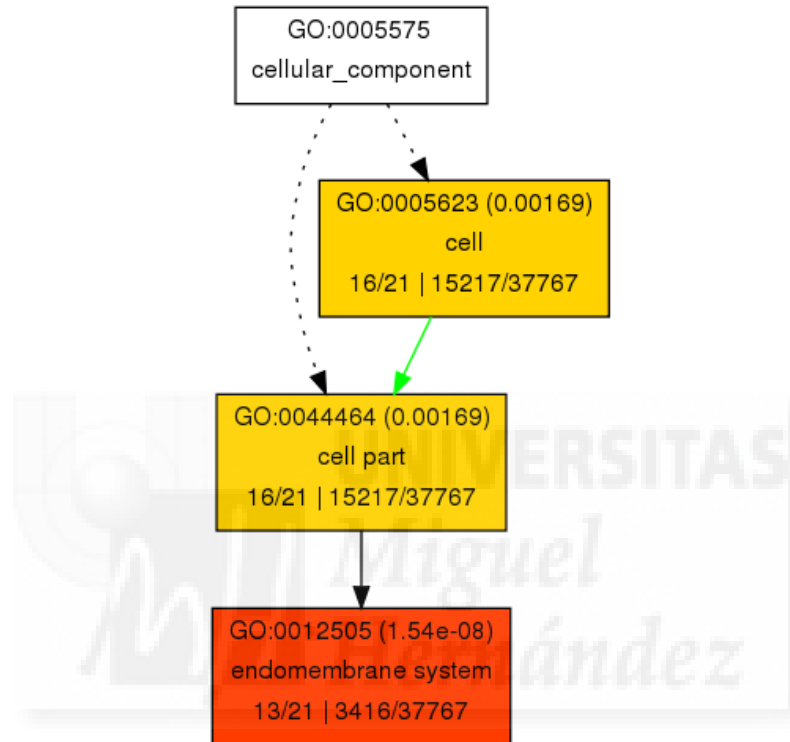 GO:0005575
cellular_component
GO:0005623 (0.00169)
cell
16/21 | 15217/37767
GO:0044464 (0.00169)
cell part
16/21 | 15217/37767
UNIVERSITAS
Miguel
Hernández
GO:0012505 (1.54e-08)
endomembrane system
13/21 | 3416/37767